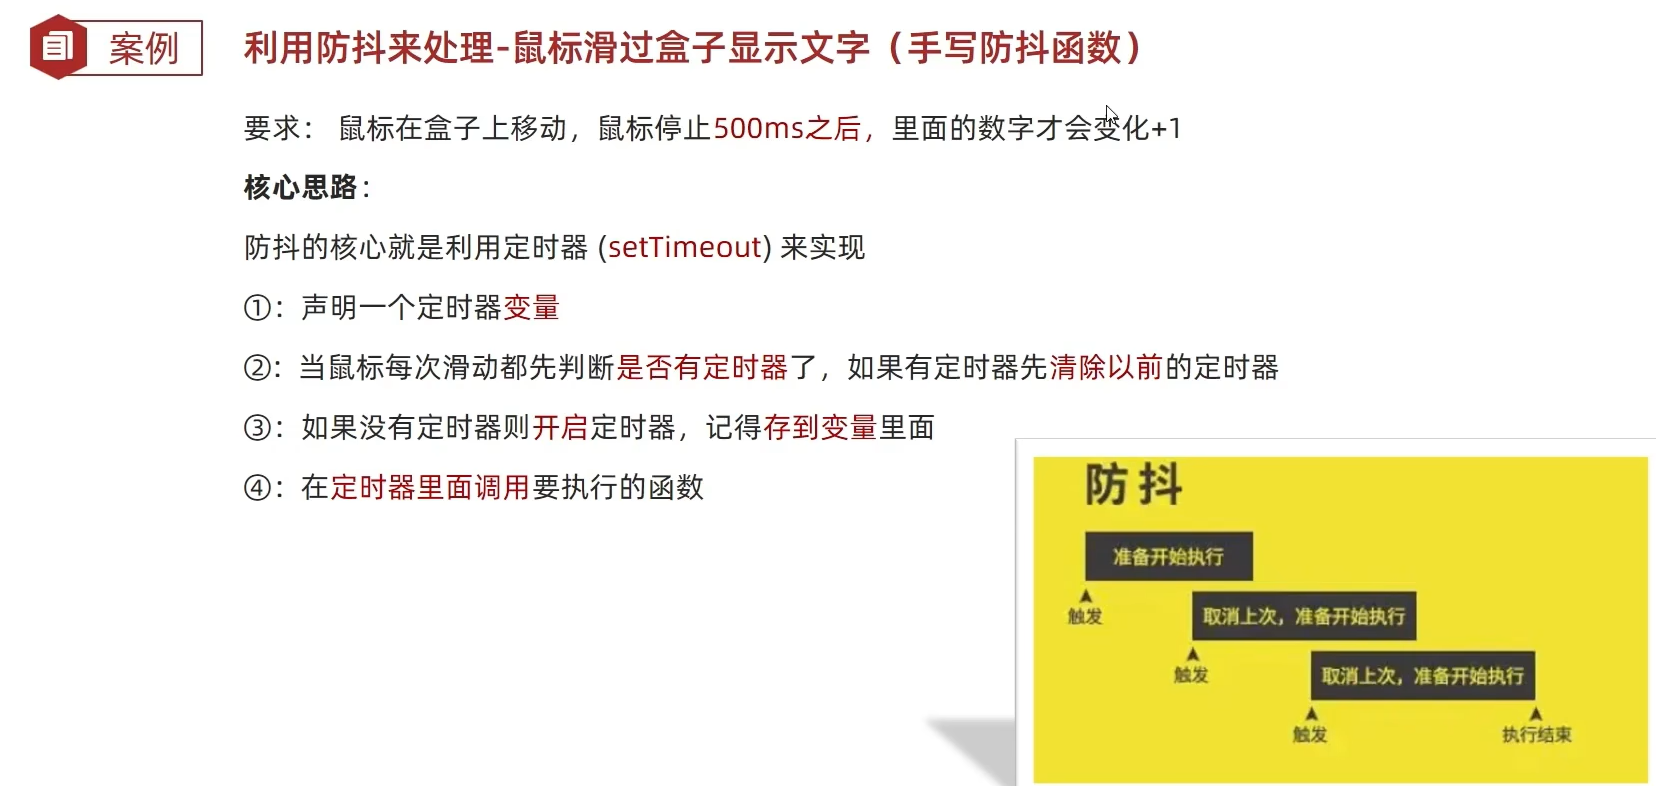 案例
利用防抖来处理-鼠标滑过盒子显示文字（手写防抖函数）
要求： 鼠标在盒子上移动，鼠标停止500ms之后，里面的数字才会变化+1
核心思路：
防抖的核心就是利用定时器 (setTimeout) 来实现
①：声明一个定时器变量
②：当鼠标每次滑动都先判断是否有定时器了，如果有定时器先清除以前的定时器
③：如果没有定时器则开启定时器，记得存到变量里面
④：在定时器里面调用要执行的函数
防抖
准备开始执行
触发
取消上次，准备开始执行
触发
取消上次，准备开始执行
触发
执行结束